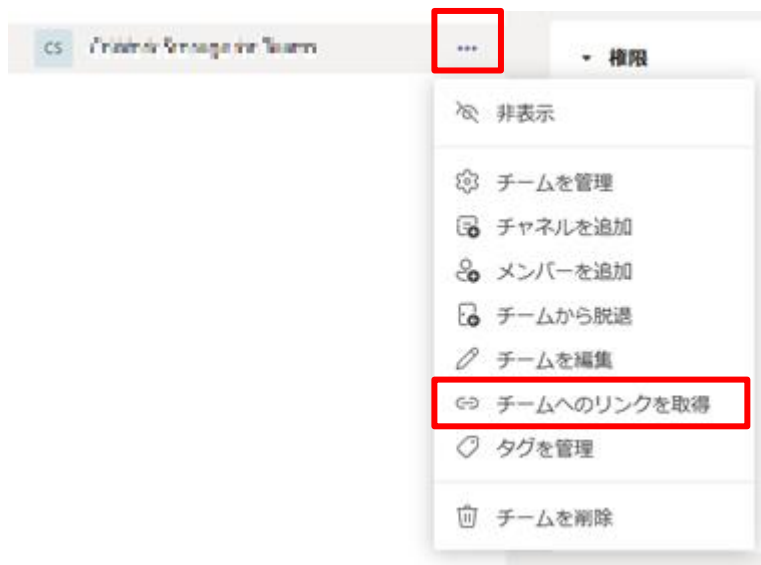 CS
•••
権限
非表示
チームを管理
チャネルを追加
メンバーを追加
チームから脱退
チームを編集
チームへのリンクを取得
タグを管理
チームを削除